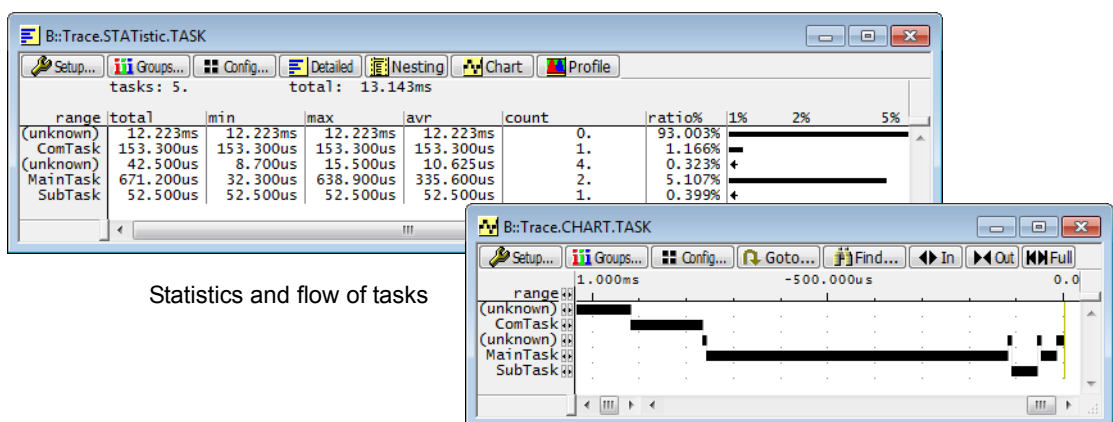 B::Trace.STATistic.TASK
Setup... Groups... Config... Detailed Nesting Chart Profile
tasks: 5. total: 13.143ms
range total min max avr count ratio% 1% 2% 5%
(unknown) 12.223ms 12.223ms 12.223ms 12.223ms 0. 93.003%
ComTask 153.300us 153.300us 153.300us 153.300us 1. 1.166%
(unknown) 42.500us 8.700us 15.500us 10.625us 4. 0.323%
MainTask 671.200us 32.300us 638.900us 335.600us 2. 5.107%
SubTask 52.500us 52.500us 52.500us 52.500us 1. 0.399%
Statistics and flow of tasks
B::Trace.CHART.TASK
Setup... Groups... Config... Goto... Find... In Out Full
1.000ms -500.000us 0.0
range
(unknown)
ComTask
(unknown)
MainTask
SubTask